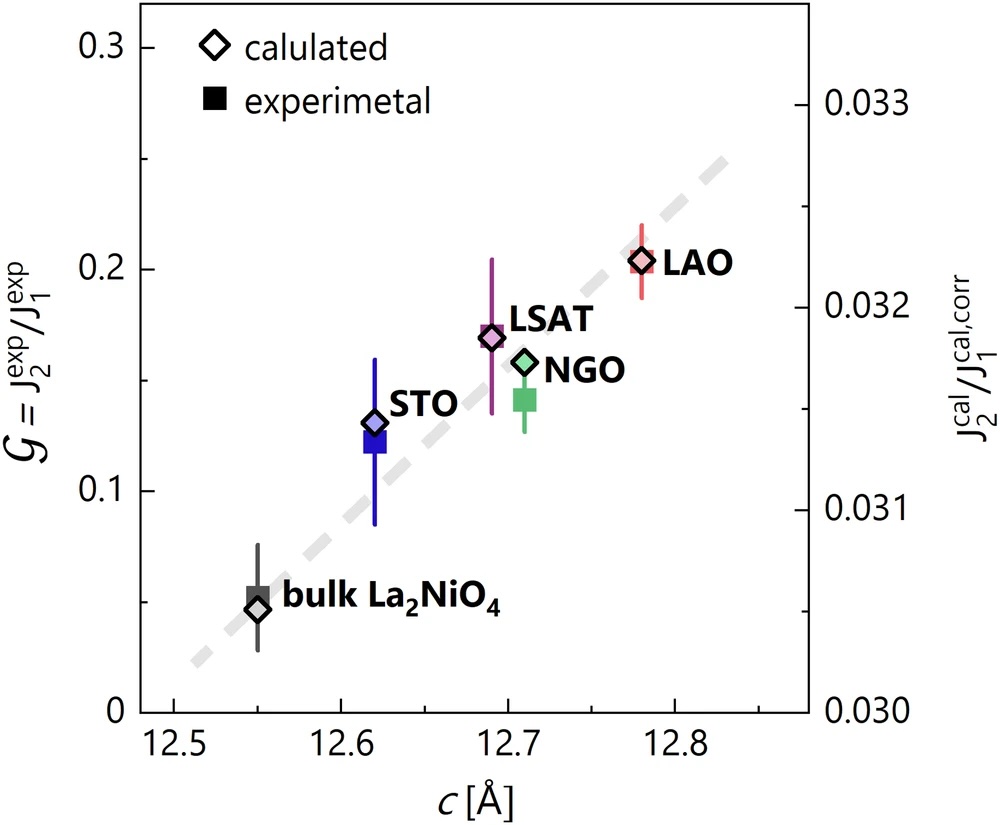 calulated
experimetal
0.3
0.2
0.1
0
𝒢 = J₂ᵉˣᵖ/J₁ᵉˣᵖ
0.033
0.032
0.031
0.030
J₂ᶜᵃˡ/J₁ᶜᵃˡ,ᶜᵒʳʳ
LAO
LSAT
NGO
STO
bulk La₂NiO₄
12.5 12.6 12.7 12.8
c [Å]